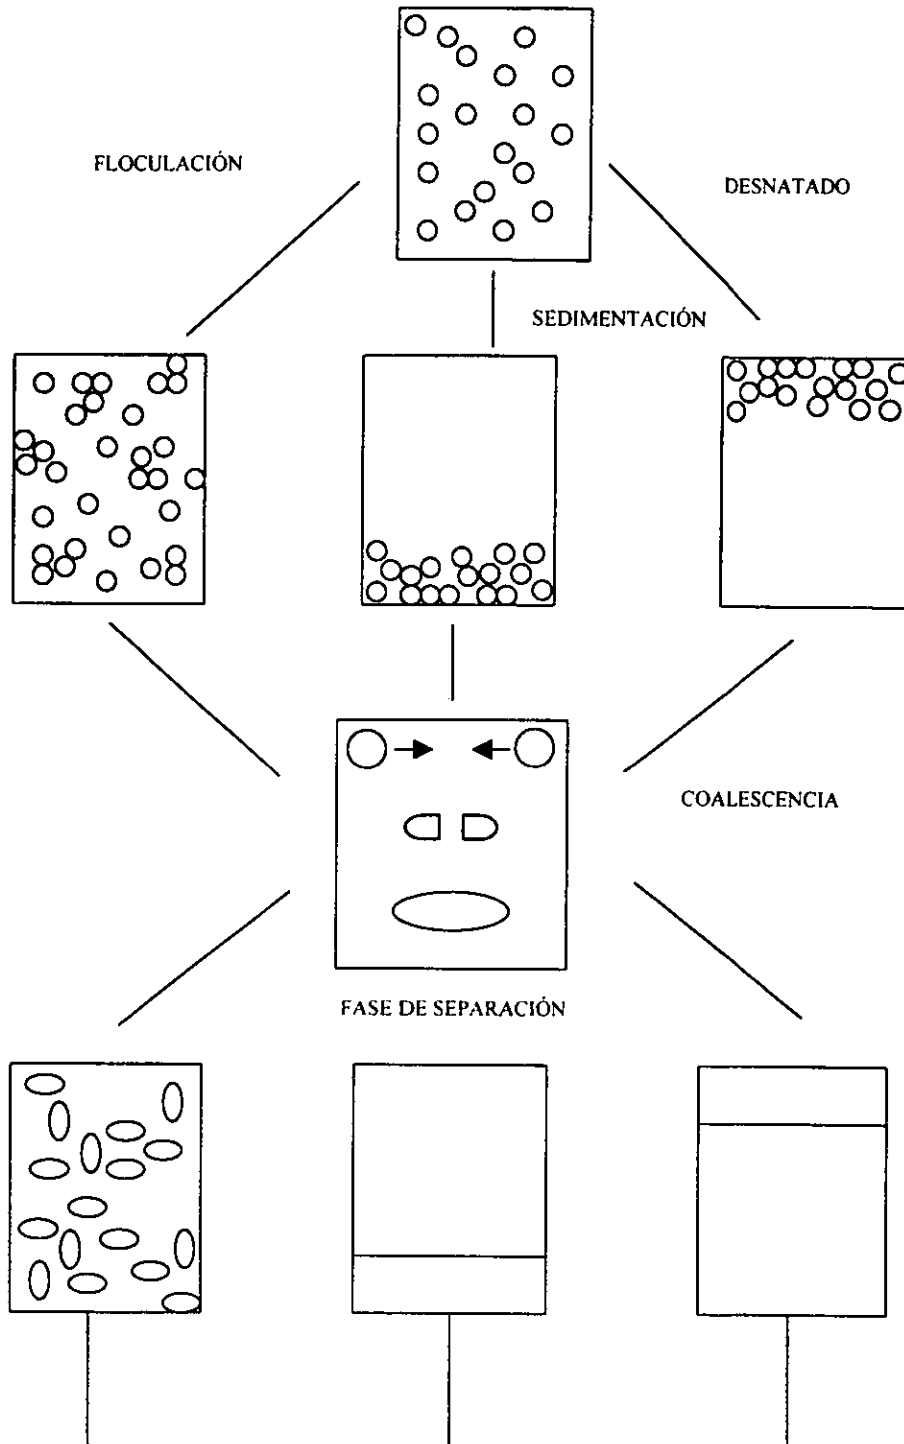 FLOCULACIÓN
DESNATADO
SEDIMENTACIÓN
COALESCENCIA
FASE DE SEPARACIÓN